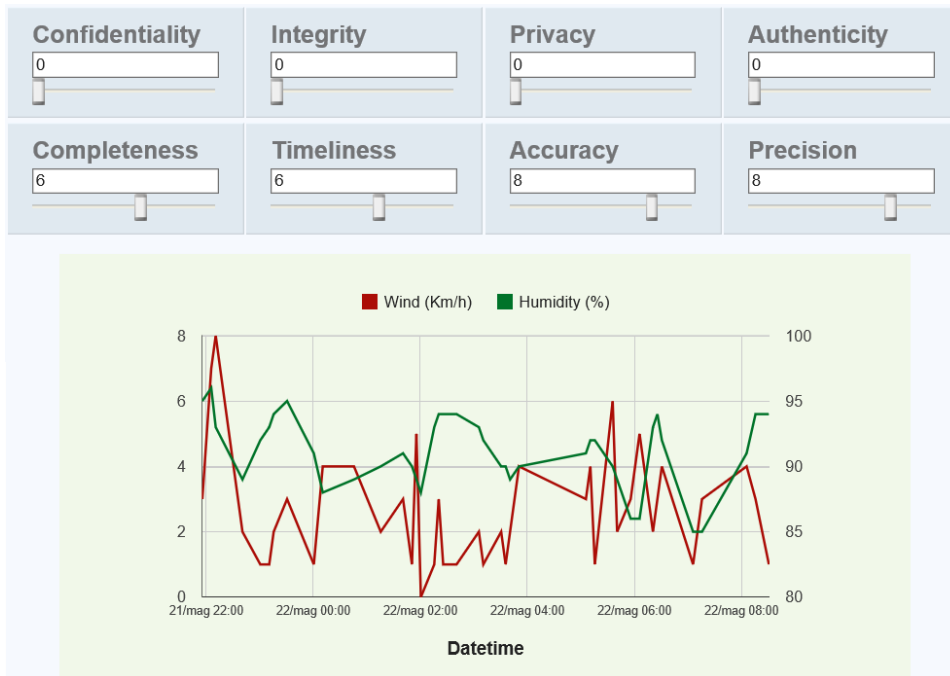 Confidentiality Integrity Privacy Authenticity
0 0 0 0
Completeness Timeliness Accuracy Precision
6 6 8 8
Wind (Km/h) Humidity (%)
8 100
6 95
4 90
2 85
0 80
21/mag 22:00 22/mag 00:00 22/mag 02:00 22/mag 04:00 22/mag 06:00 22/mag 08:00
Datetime